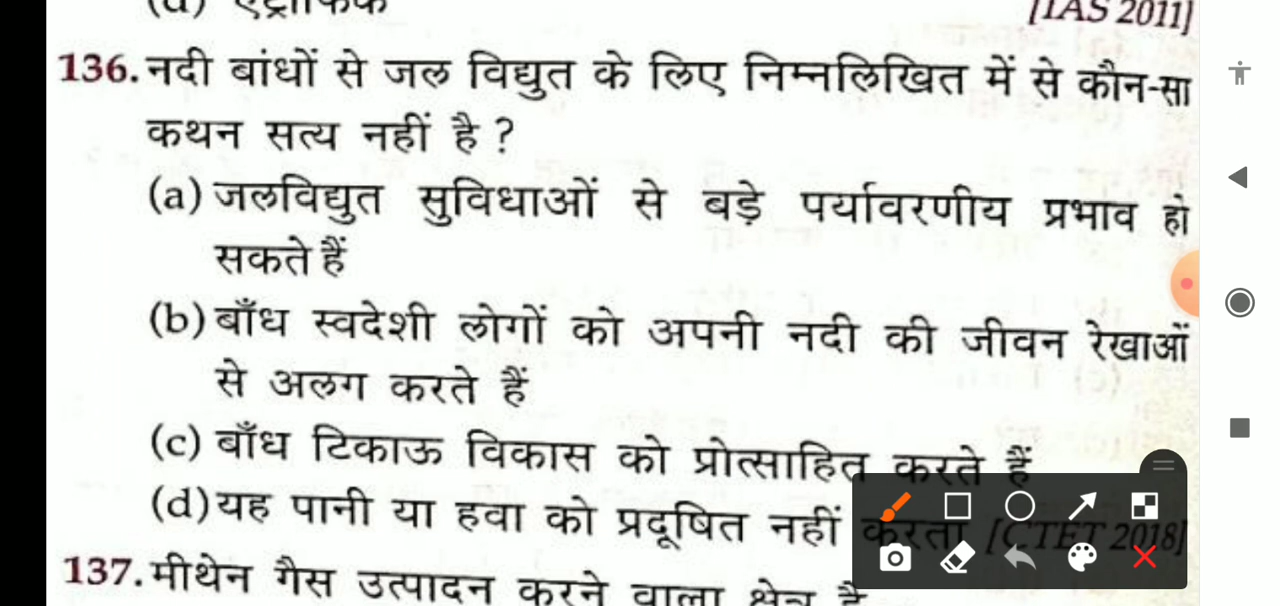 [IAS 2011]
136. नदी बांधों से जल विद्युत के लिए निम्नलिखित में से कौन-सा
कथन सत्य नहीं है ?
(a) जलविद्युत सुविधाओं से बड़े पर्यावरणीय प्रभाव हो
सकते हैं
(b) बाँध स्वदेशी लोगों को अपनी नदी की जीवन रेखाओं
से अलग करते हैं
(c) बाँध टिकाऊ विकास को प्रोत्साहित करते हैं
(d) यह पानी या हवा को प्रदूषित नहीं करता [CTET 2018]
137. मीथेन गैस उत्पादन करने वाला क्षेत्र है